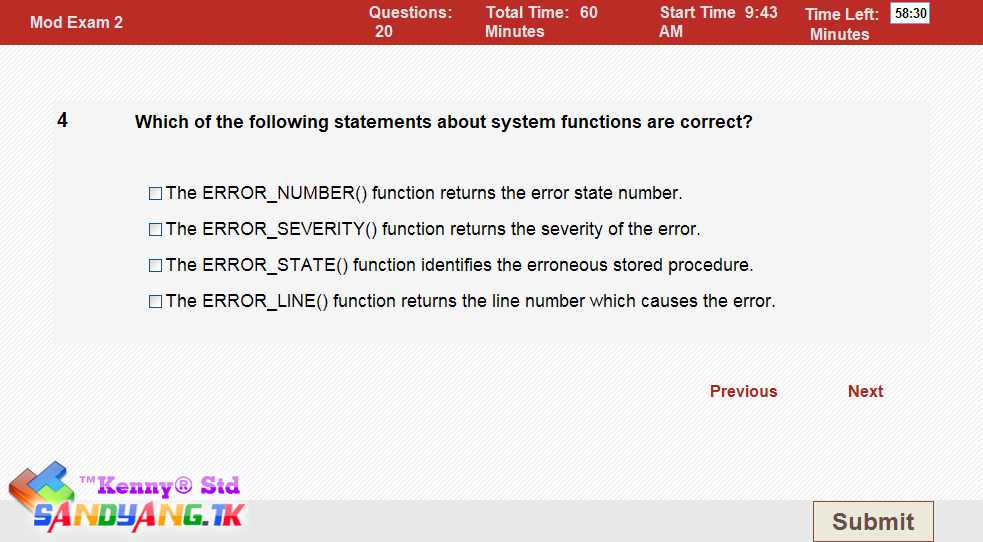 Mod Exam 2
Questions:
20
Total Time: 60
Minutes
Start Time 9:43
AM
Time Left: 58:30
Minutes
4 Which of the following statements about system functions are correct?
The ERROR_NUMBER() function returns the error state number.
The ERROR_SEVERITY() function returns the severity of the error.
The ERROR_STATE() function identifies the erroneous stored procedure.
The ERROR_LINE() function returns the line number which causes the error.
Previous Next
™Kenny® Std
SANDYANG.TK
Submit